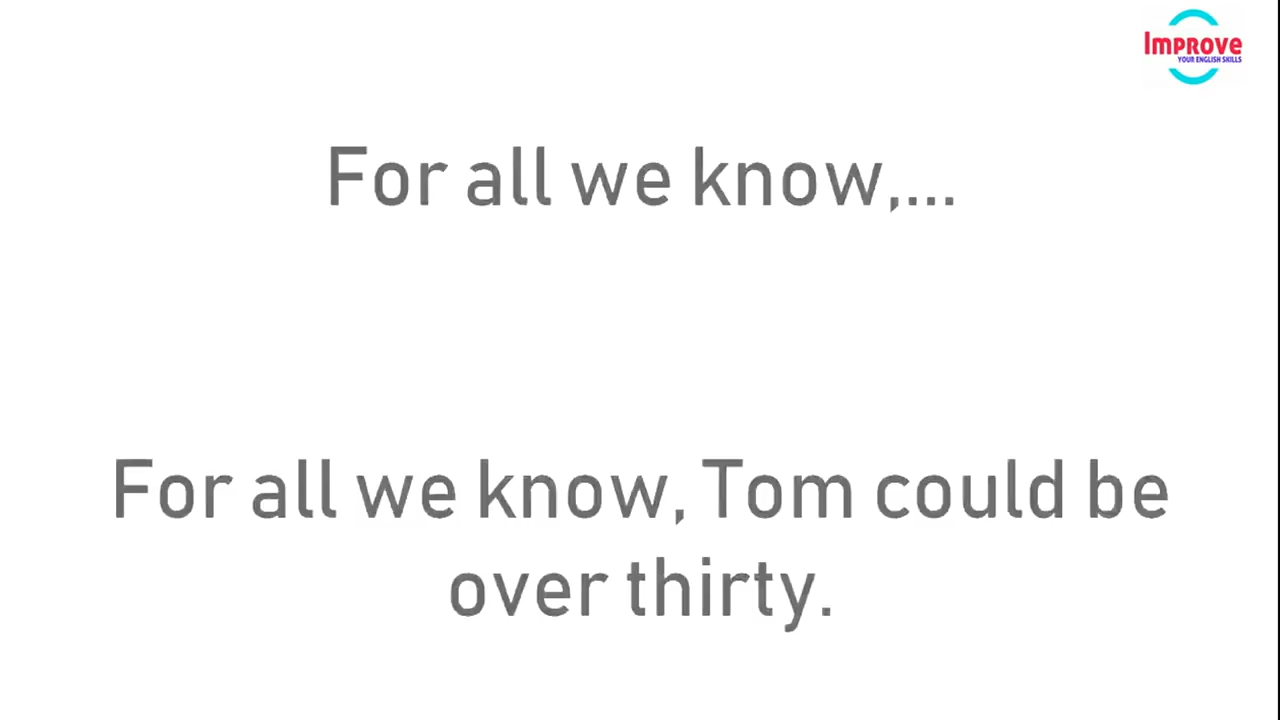 Improve
YOUR ENGLISH SKILLS
For all we know,...
For all we know, Tom could be
over thirty.